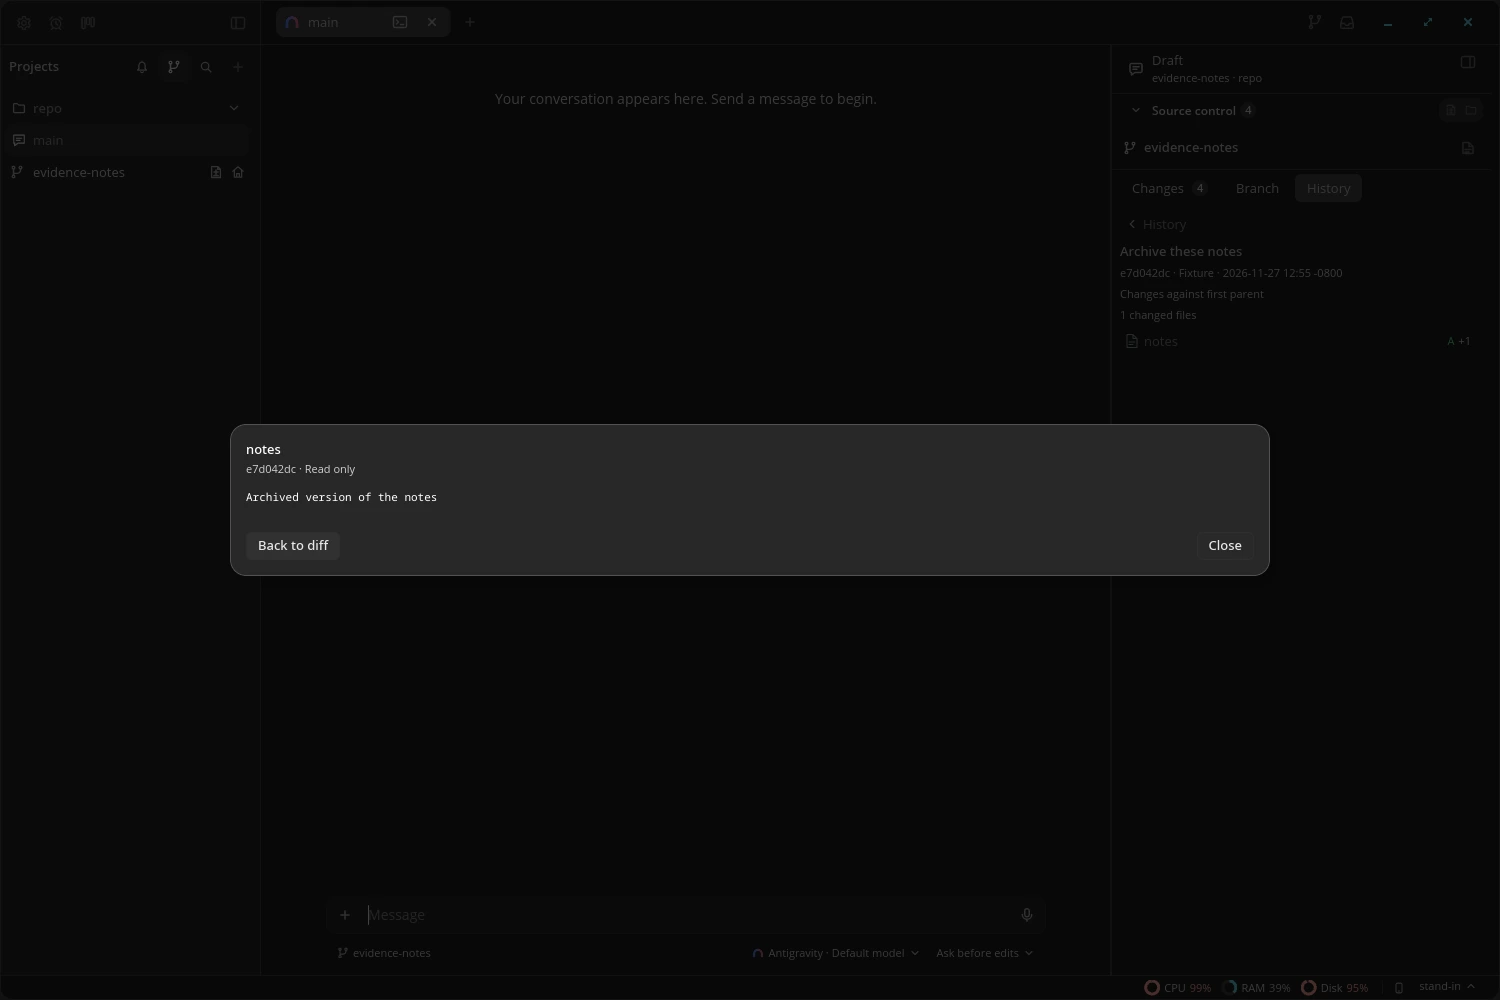 main
Projects
repo
main
evidence-notes
Your conversation appears here. Send a message to begin.
Draft
evidence-notes · repo
Source control 4
evidence-notes
Changes 4 Branch History
History
Archive these notes
e7d042dc · Fixture · 2026-11-27 12:55 -0800
Changes against first parent
1 changed files
notes A +1
notes
e7d042dc · Read only
Archived version of the notes
Back to diff Close
Message
evidence-notes Antigravity · Default model Ask before edits
CPU 99% RAM 39% Disk 95% stand-in